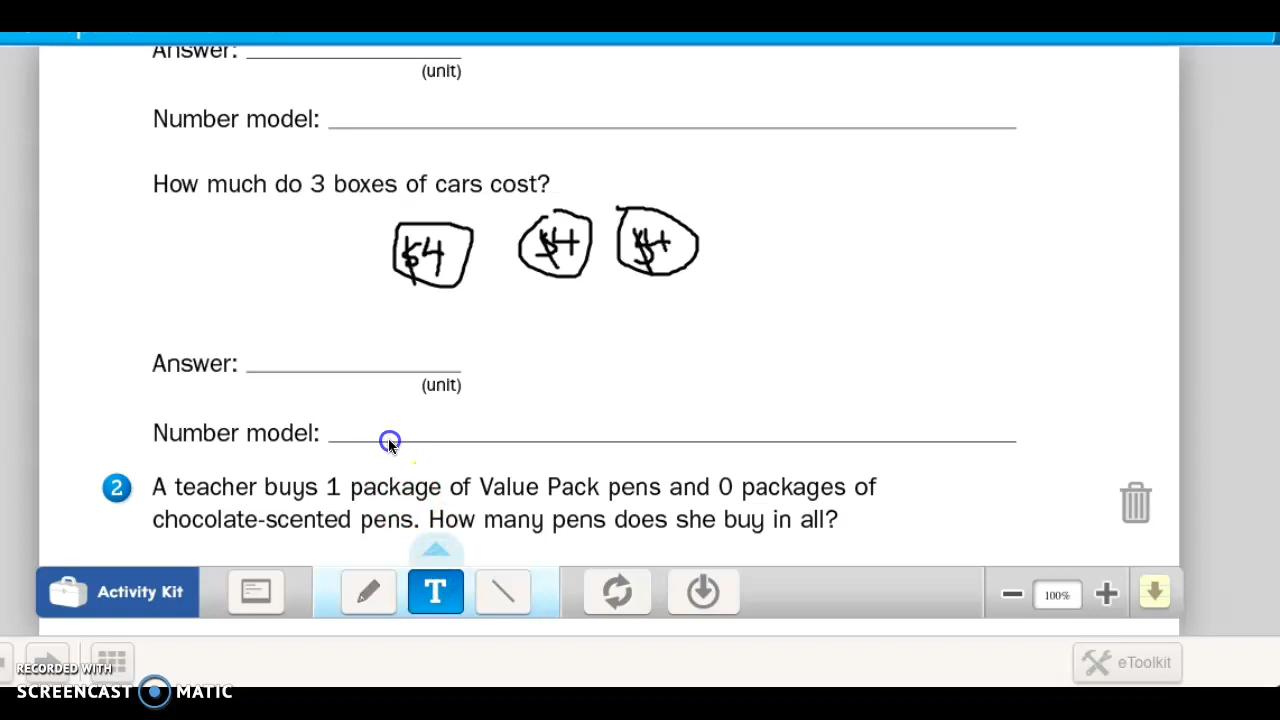 Answer:
(unit)
Number model:
How much do 3 boxes of cars cost?
$4 $4 $4
Answer:
(unit)
Number model:
2 A teacher buys 1 package of Value Pack pens and 0 packages of
chocolate-scented pens. How many pens does she buy in all?
Activity Kit T 100%
eToolkit
RECORDED WITH
SCREENCAST MATIC